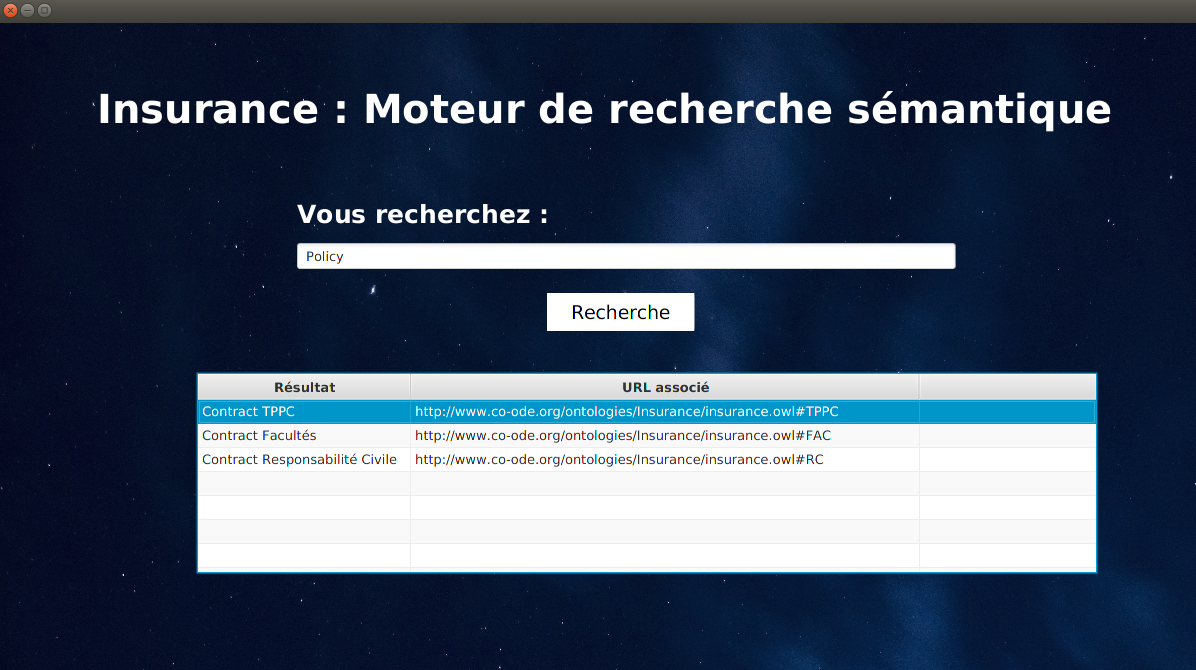 Insurance : Moteur de recherche sémantique
Vous recherchez :
Policy
Recherche
Résultat URL associé
Contract TPPC http://www.co-ode.org/ontologies/Insurance/insurance.owl#TPPC
Contract Facultés http://www.co-ode.org/ontologies/Insurance/insurance.owl#FAC
Contract Responsabilité Civile http://www.co-ode.org/ontologies/Insurance/insurance.owl#RC